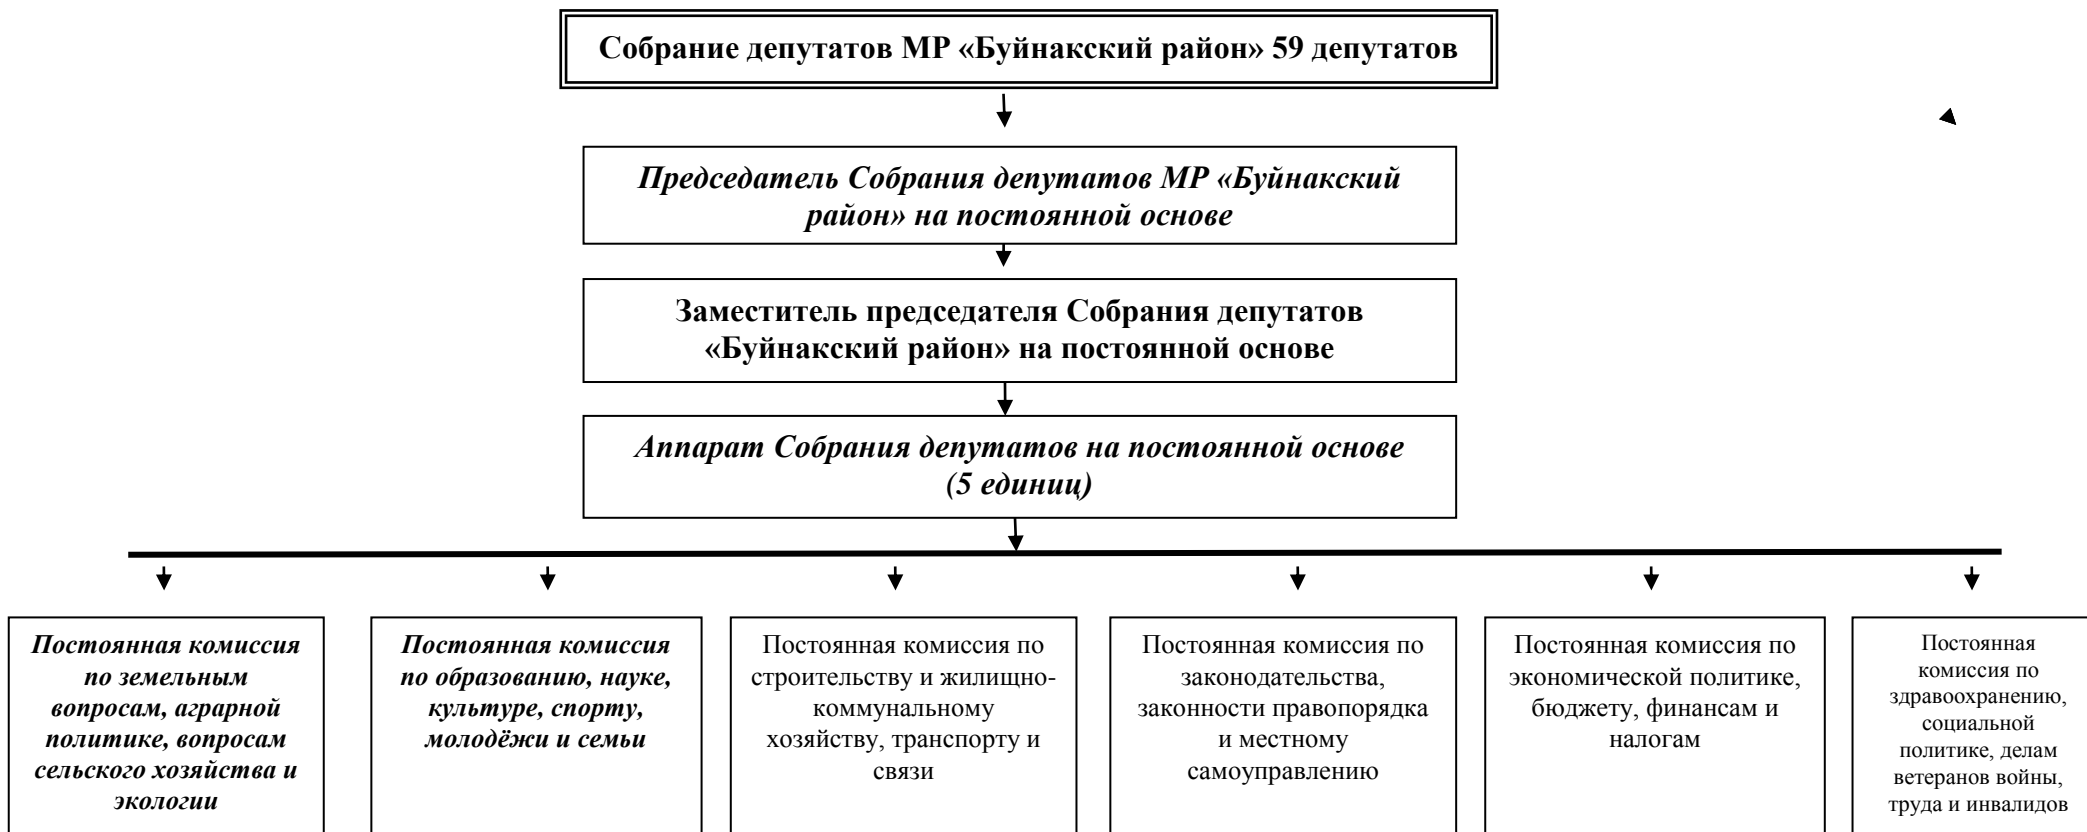 Собрание депутатов МР «Буйнакский район» 59 депутатов
Председатель Собрания депутатов МР «Буйнакский
район» на постоянной основе
Заместитель председателя Собрания депутатов
«Буйнакский район» на постоянной основе
Аппарат Собрания депутатов на постоянной основе
(5 единиц)
Постоянная комиссия
по земельным
вопросам, аграрной
политике, вопросам
сельского хозяйства и
экологии
Постоянная комиссия
по образованию, науке,
культуре, спорту,
молодёжи и семьи
Постоянная комиссия по
строительству и жилищно-
коммунальному
хозяйству, транспорту и
связи
Постоянная комиссия по
законодательства,
законности правопорядка
и местному
самоуправлению
Постоянная комиссия по
экономической политике,
бюджету, финансам и
налогам
Постоянная
комиссия по
здравоохранению,
социальной
политике, делам
ветеранов войны,
труда и инвалидов